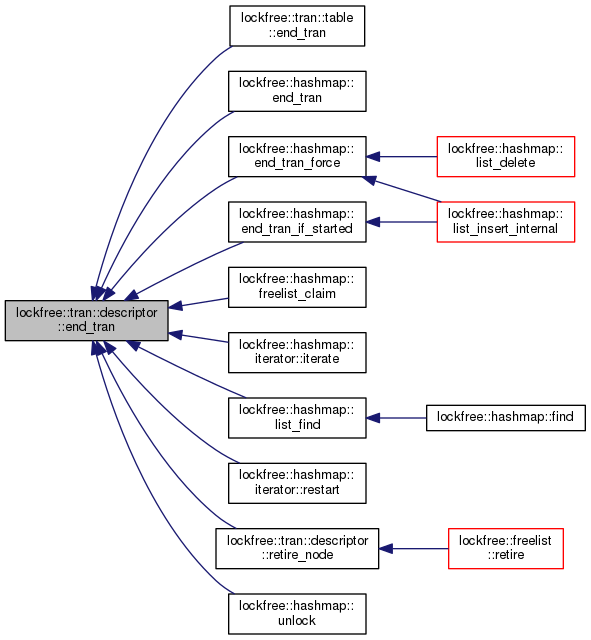 lockfree::tran::table
::end_tran
lockfree::hashmap::
end_tran
lockfree::hashmap::
end_tran_force
lockfree::hashmap::
list_delete
lockfree::hashmap::
end_tran_if_started
lockfree::hashmap::
list_insert_internal
lockfree::hashmap::
freelist_claim
lockfree::tran::descriptor
::end_tran
lockfree::hashmap::
iterator::iterate
lockfree::hashmap::
list_find
lockfree::hashmap::find
lockfree::hashmap::
iterator::restart
lockfree::tran::descriptor
::retire_node
lockfree::freelist
::retire
lockfree::hashmap::
unlock